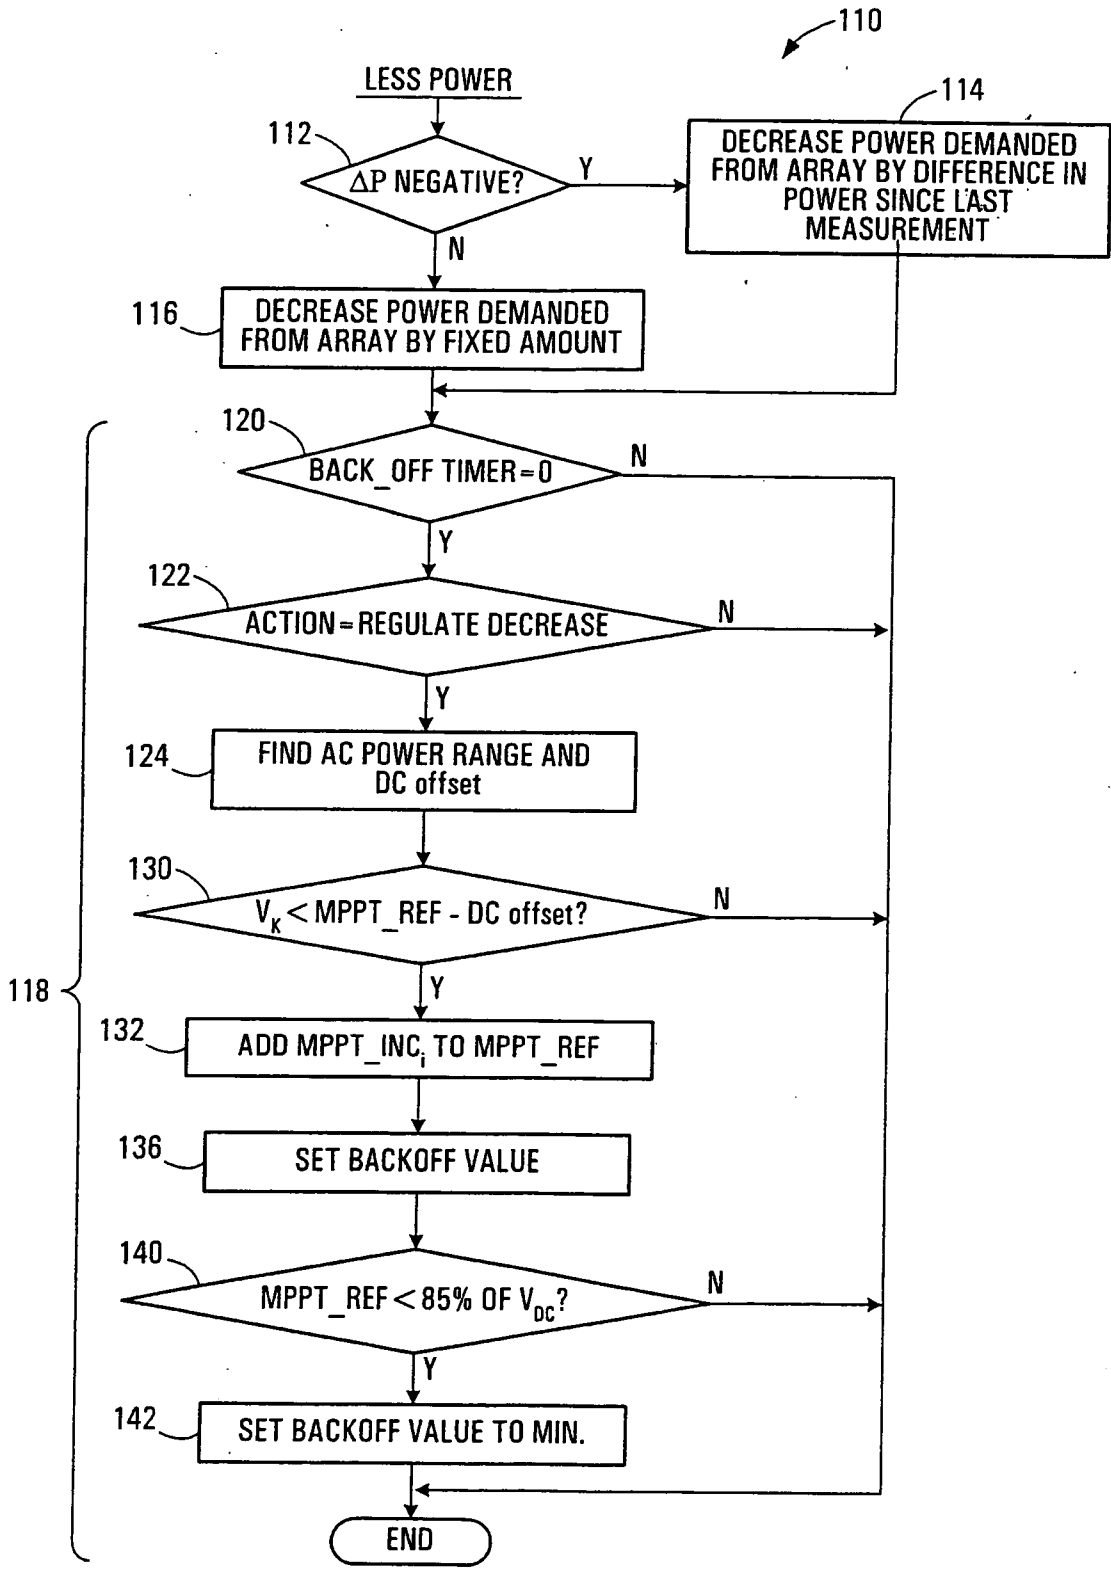 110
LESS POWER
112
ΔP NEGATIVE?
Y
N
114
DECREASE POWER DEMANDED
FROM ARRAY BY DIFFERENCE IN
POWER SINCE LAST
MEASUREMENT
116
DECREASE POWER DEMANDED
FROM ARRAY BY FIXED AMOUNT
118
120
BACK_OFF TIMER=0
N
Y
122
ACTION=REGULATE DECREASE
N
Y
124
FIND AC POWER RANGE AND
DC offset
130
V_K < MPPT_REF - DC offset?
N
Y
132
ADD MPPT_INC_i TO MPPT_REF
136
SET BACKOFF VALUE
140
MPPT_REF < 85% OF V_DC?
N
Y
142
SET BACKOFF VALUE TO MIN.
END